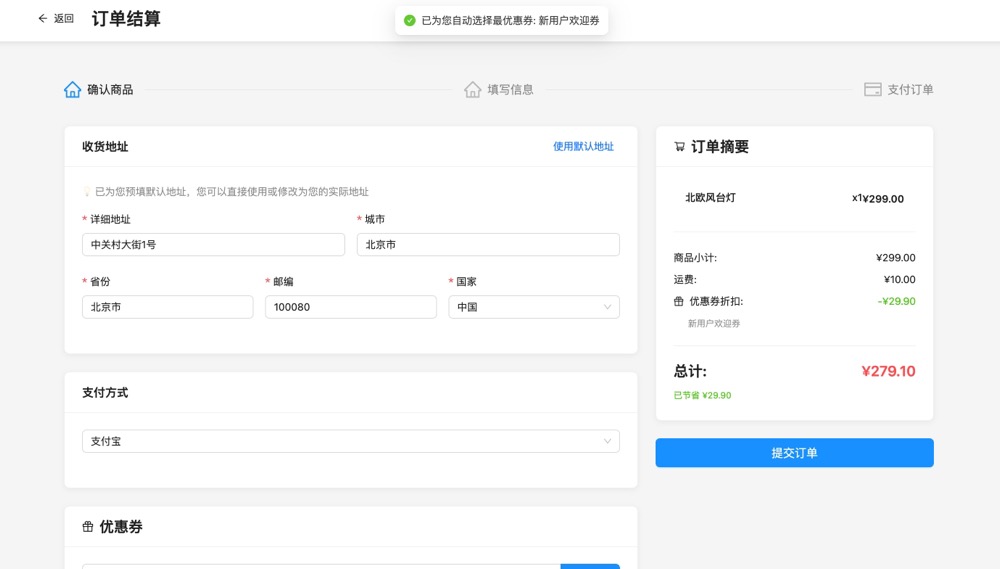 返回
订单结算
已为您自动选择最优惠券: 新用户欢迎券
确认商品
填写信息
支付订单
收货地址
使用默认地址
已为您预填默认地址，您可以直接使用或修改为您的实际地址
* 详细地址
* 城市
中关村大街1号
北京市
* 省份
* 邮编
* 国家
北京市
100080
中国
支付方式
支付宝
优惠券
订单摘要
北欧风台灯
x1¥299.00
商品小计:
¥299.00
运费:
¥10.00
优惠券折扣:
-¥29.90
新用户欢迎券
总计:
¥279.10
已节省 ¥29.90
提交订单